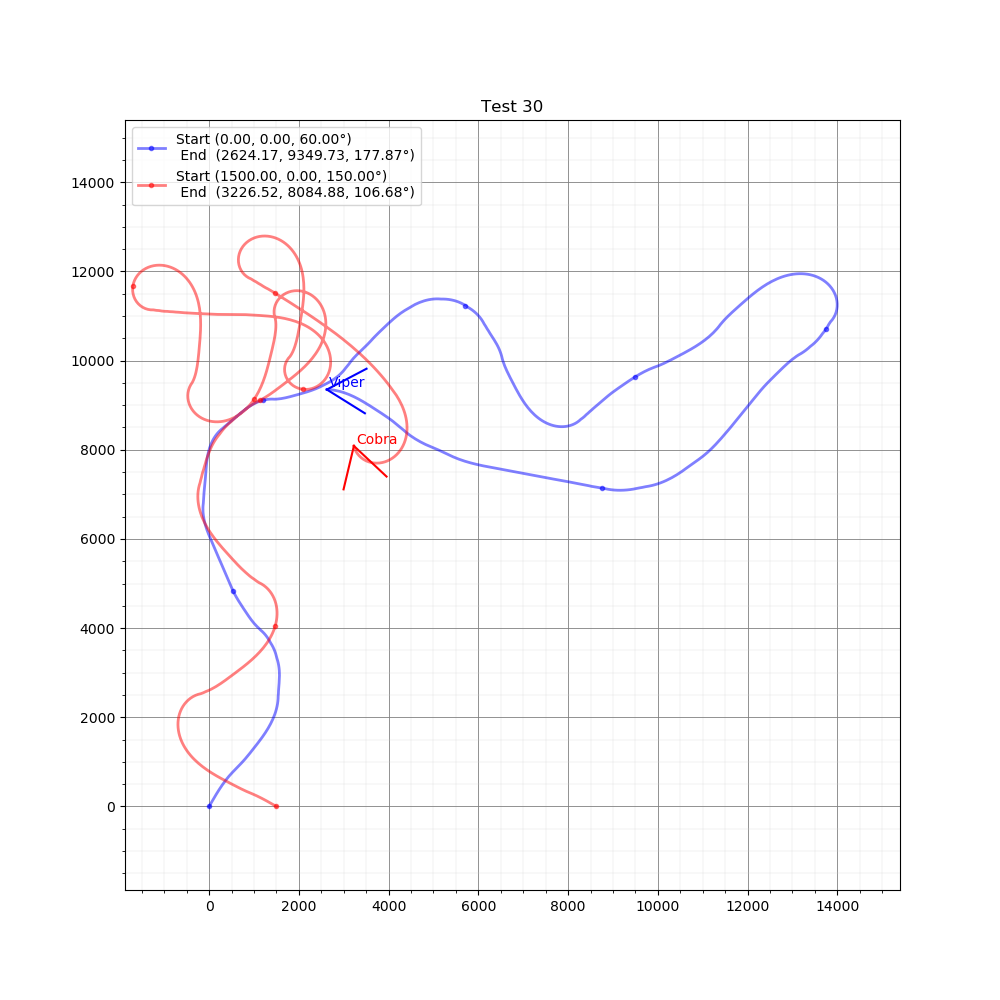 Test 30
Start (0.00, 0.00, 60.00°)
End (2624.17, 9349.73, 177.87°)
Start (1500.00, 0.00, 150.00°)
End (3226.52, 8084.88, 106.68°)
14000
12000
10000
Viper
Cobra
8000
6000
4000
2000
0
0 2000 4000 6000 8000 10000 12000 14000